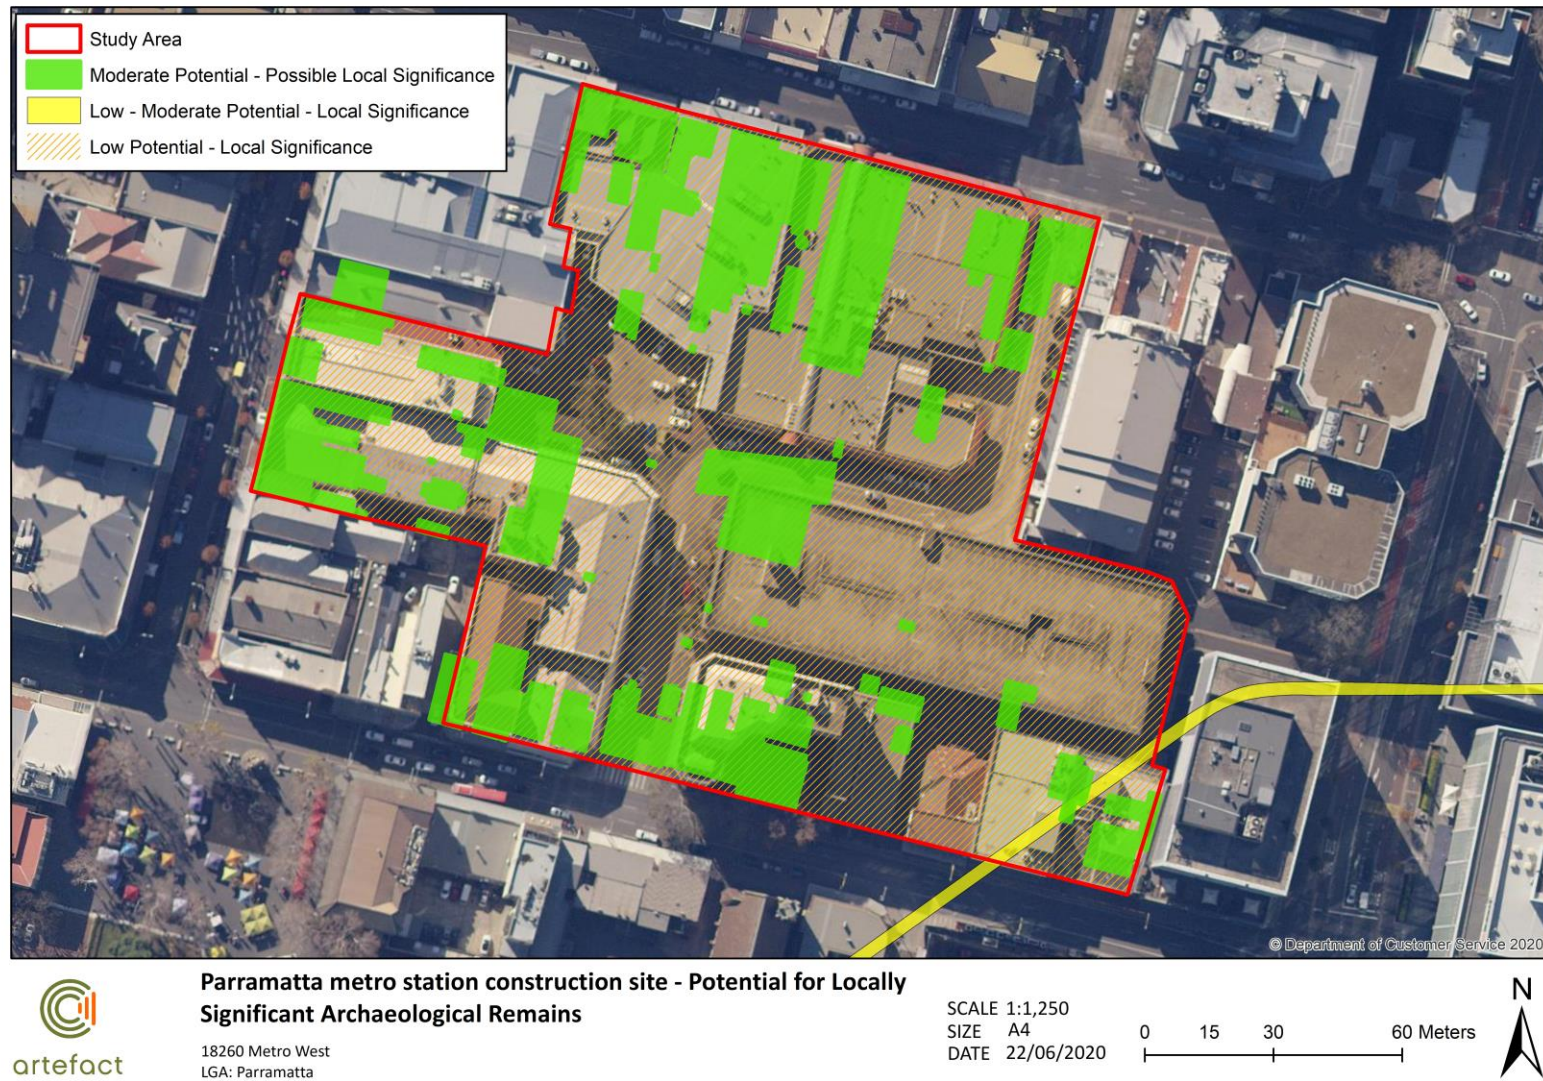 Study Area
Moderate Potential - Possible Local Significance
Low - Moderate Potential - Local Significance
Low Potential - Local Significance
© Department of Customer Service 2020
artefact
Parramatta metro station construction site - Potential for Locally
Significant Archaeological Remains
18260 Metro West
LGA: Parramatta
SCALE 1:1,250
SIZE A4
DATE 22/06/2020
0 15 30 60 Meters
N